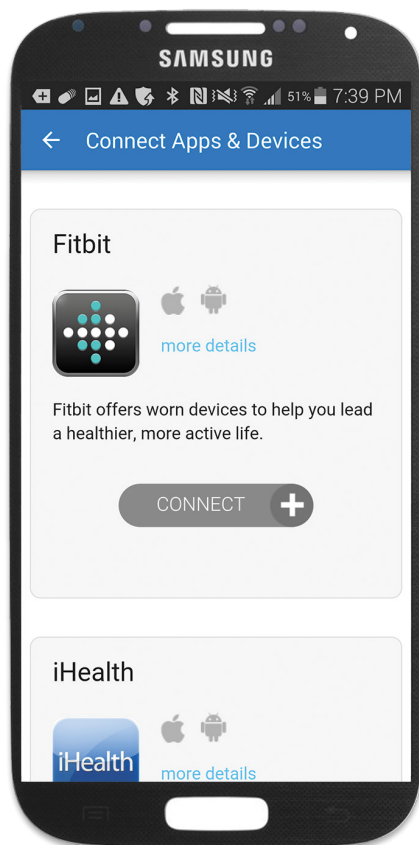 SAMSUNG
51% 7:39 PM
Connect Apps & Devices
Fitbit
more details
Fitbit offers worn devices to help you lead
a healthier, more active life.
CONNECT
iHealth
iHealth
more details